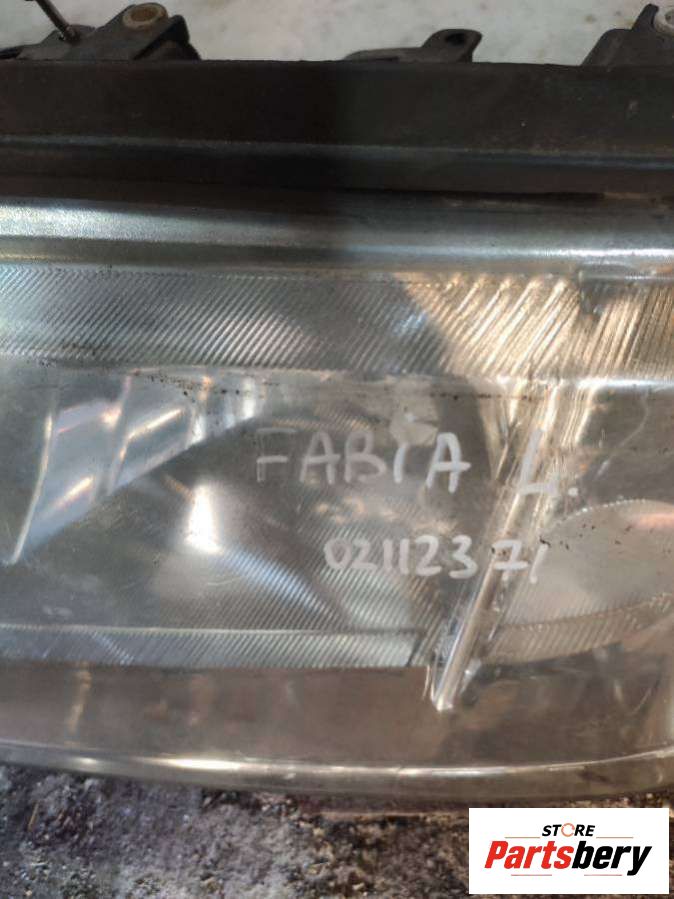 FABIA L.
02112371
STORE
Partsbery